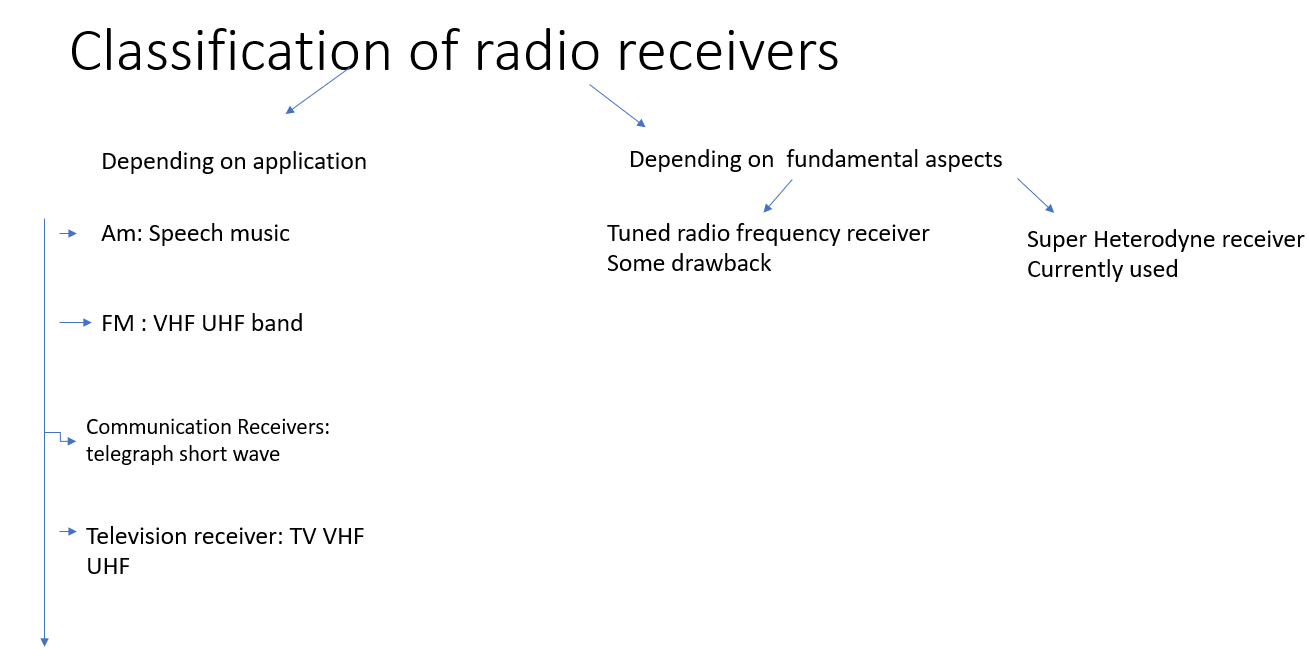 Classification of radio receivers
Depending on application
Am: Speech music
FM : VHF UHF band
Communication Receivers:
telegraph short wave
Television receiver: TV VHF
UHF
Depending on  fundamental aspects
Tuned radio frequency receiver
Some drawback
Super Heterodyne receiver
Currently used